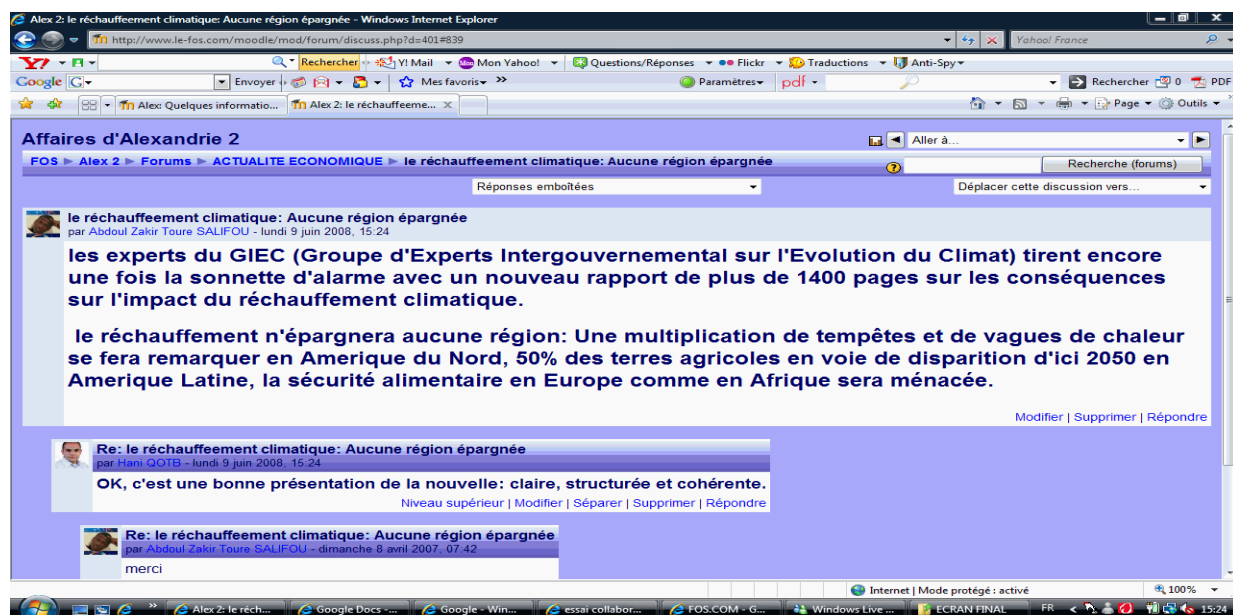 Alex 2: le réchauffeement climatique: Aucune région épargnée - Windows Internet Explorer
http://www.le-fos.com/moodle/mod/forum/discuss.php?d=401#839
Yahoo! France
Rechercher Y! Mail Mon Yahoo! Questions/Réponses Flickr Traductions Anti-Spy
Google G Envoyer Mes favoris Paramètres pdf Rechercher 0 PDF
Alex: Quelques informatio... Alex 2: le réchauffeeme... Page Outils
Affaires d'Alexandrie 2
Aller à...
FOS ► Alex 2 ► Forums ► ACTUALITE ECONOMIQUE ► le réchauffeement climatique: Aucune région épargnée
Recherche (forums)
Réponses emboîtées
Déplacer cette discussion vers...
le réchauffeement climatique: Aucune région épargnée
par Abdoul Zakir Toure SALIFOU - lundi 9 juin 2008, 15:24
les experts du GIEC (Groupe d'Experts Intergouvernemental sur l'Evolution du Climat) tirent encore
une fois la sonnette d'alarme avec un nouveau rapport de plus de 1400 pages sur les conséquences
sur l'impact du réchauffement climatique.
le réchauffement n'épargnera aucune région: Une multiplication de tempêtes et de vagues de chaleur
se fera remarquer en Amerique du Nord, 50% des terres agricoles en voie de disparition d'ici 2050 en
Amerique Latine, la sécurité alimentaire en Europe comme en Afrique sera ménacée.
Modifier | Supprimer | Répondre
Re: le réchauffeement climatique: Aucune région épargnée
par Hani QOTB - lundi 9 juin 2008, 15:24
OK, c'est une bonne présentation de la nouvelle: claire, structurée et cohérente.
Niveau supérieur | Modifier | Séparer | Supprimer | Répondre
Re: le réchauffeement climatique: Aucune région épargnée
par Abdoul Zakir Toure SALIFOU - dimanche 8 avril 2007, 07:42
merci
Internet | Mode protégé : activé
100%
Alex 2: le réch... Google Docs -... Google - Win... essai collabor... FOS.COM - G... Windows Live ... ECRAN FINAL FR 15:24